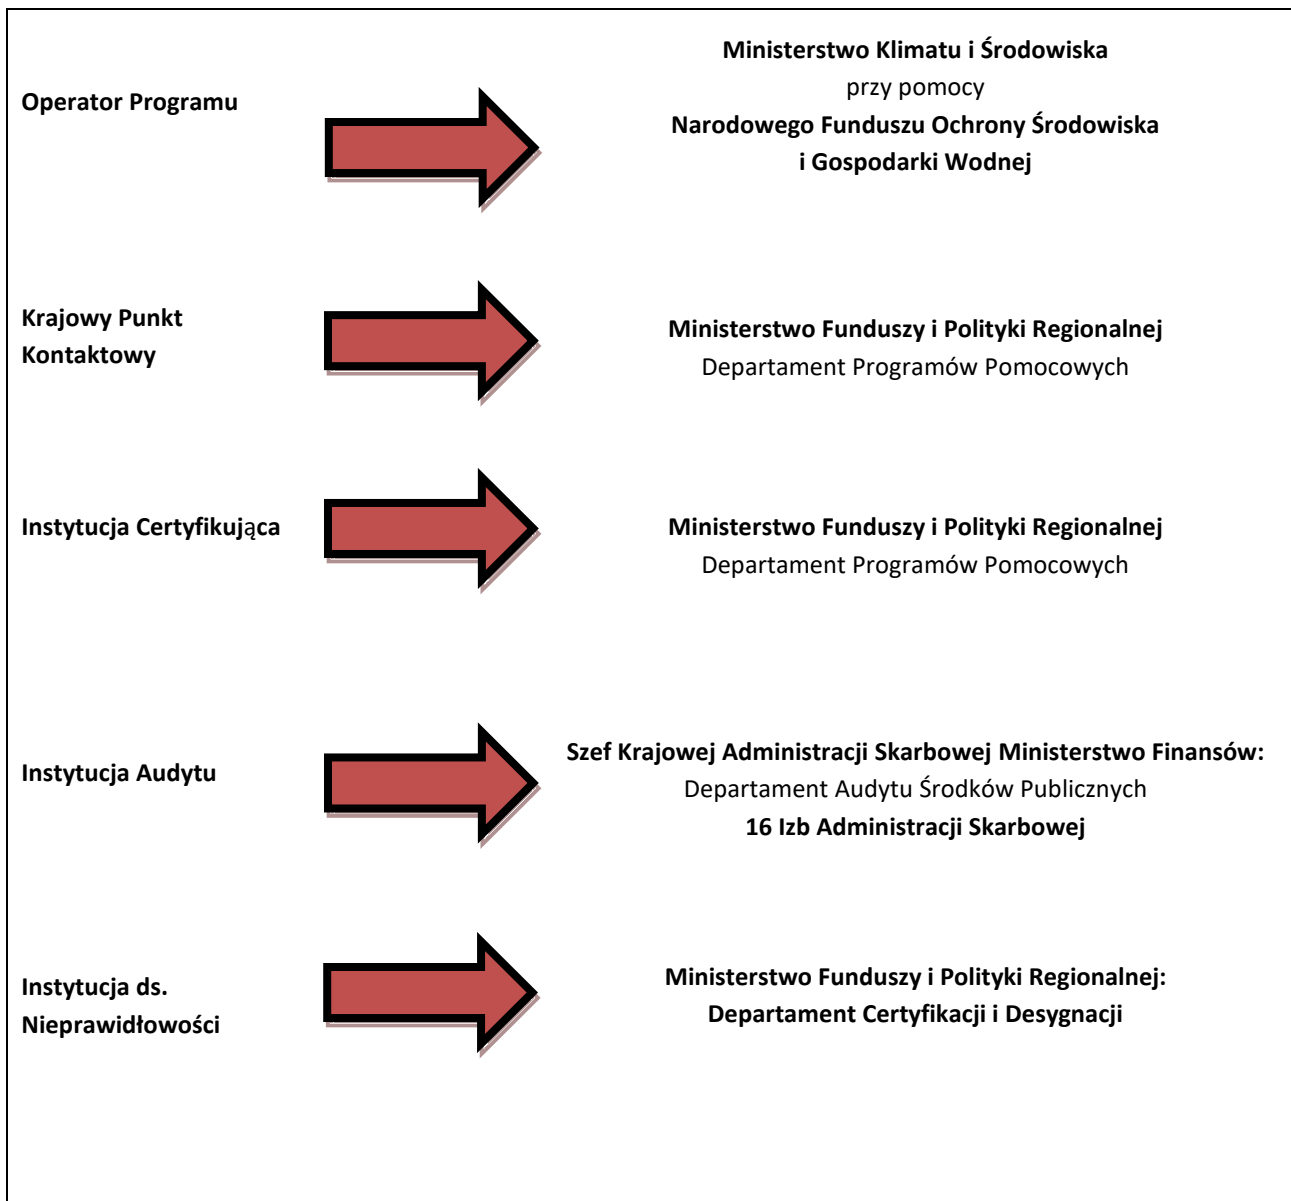 Operator Programu
Ministerstwo Klimatu i Środowiska
przy pomocy
Narodowego Funduszu Ochrony Środowiska
i Gospodarki Wodnej
Krajowy Punkt
Kontaktowy
Ministerstwo Funduszy i Polityki Regionalnej
Departament Programów Pomocowych
Instytucja Certyfikująca
Ministerstwo Funduszy i Polityki Regionalnej
Departament Programów Pomocowych
Instytucja Audytu
Szef Krajowej Administracji Skarbowej Ministerstwo Finansów:
Departament Audytu Środków Publicznych
16 Izb Administracji Skarbowej
Instytucja ds.
Nieprawidłowości
Ministerstwo Funduszy i Polityki Regionalnej:
Departament Certyfikacji i Desygnacji